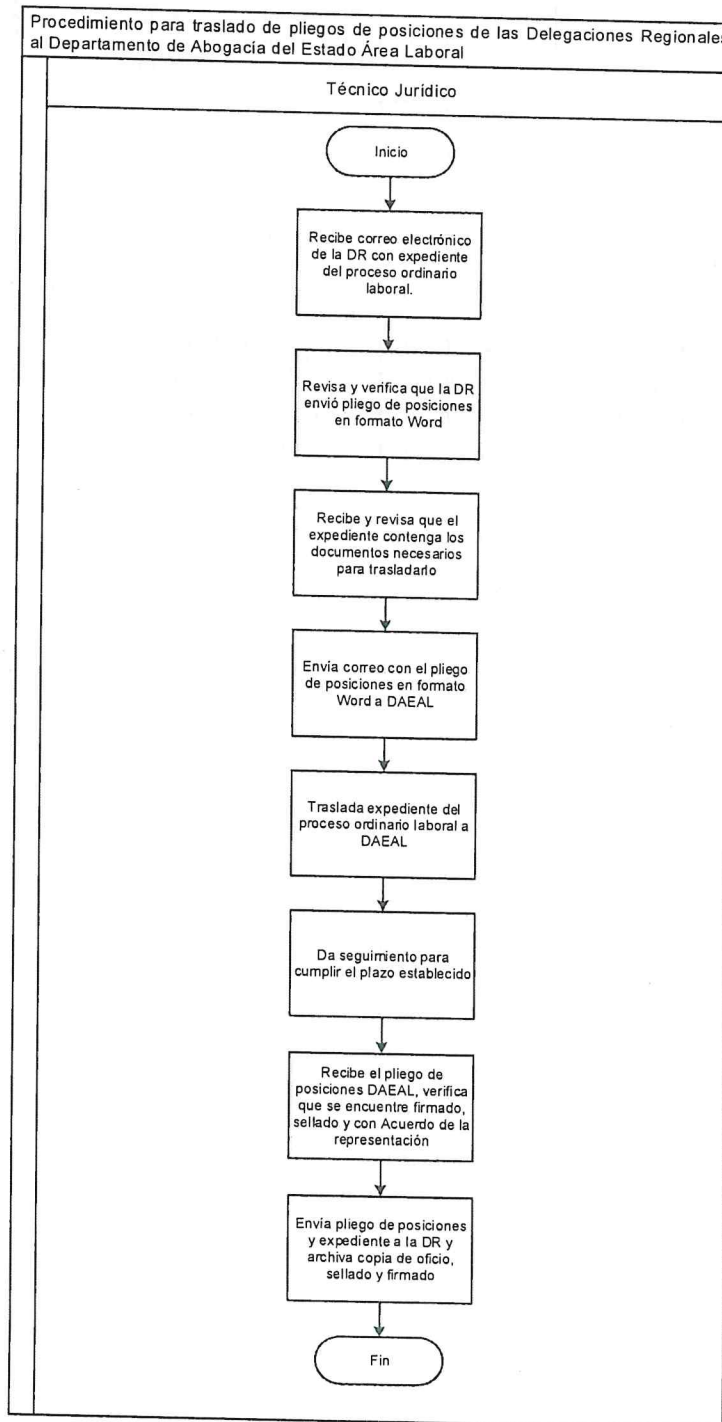 Procedimiento para traslado de pliegos de posiciones de las Delegaciones Regionales
al Departamento de Abogacía del Estado Área Laboral
Técnico Jurídico
Inicio
Recibe correo electrónico
de la DR con expediente
del proceso ordinario
laboral.
Revisa y verifica que la DR
envió pliego de posiciones
en formato Word
Recibe y revisa que el
expediente contenga los
documentos necesarios
para trasladarlo
Envía correo con el pliego
de posiciones en formato
Word a DAEAL
Traslada expediente del
proceso ordinario laboral a
DAEAL
Da seguimiento para
cumplir el plazo establecido
Recibe el pliego de
posiciones DAEAL, verifica
que se encuentre firmado,
sellado y con Acuerdo de la
representación
Envía pliego de posiciones
y expediente a la DR y
archiva copia de oficio,
sellado y firmado
Fin